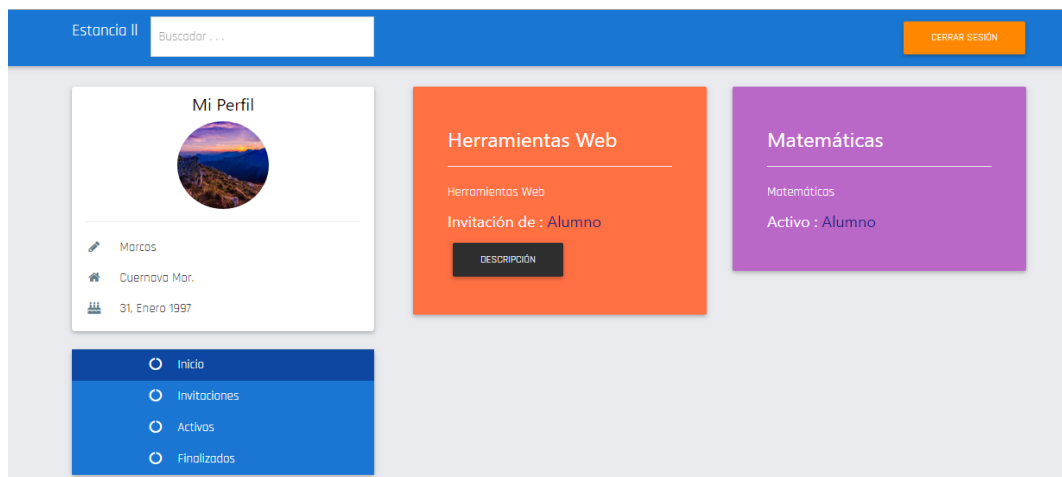 Estancia II
Buscador . . .
CERRAR SESIÓN
Mi Perfil
Marcos
Cuernava Mor.
31, Enero 1997
Inicio
Invitaciones
Activos
Finalizados
Herramientas Web
Herramientas Web
Invitación de : Alumno
DESCRIPCIÓN
Matemáticas
Matemáticas
Activo : Alumno